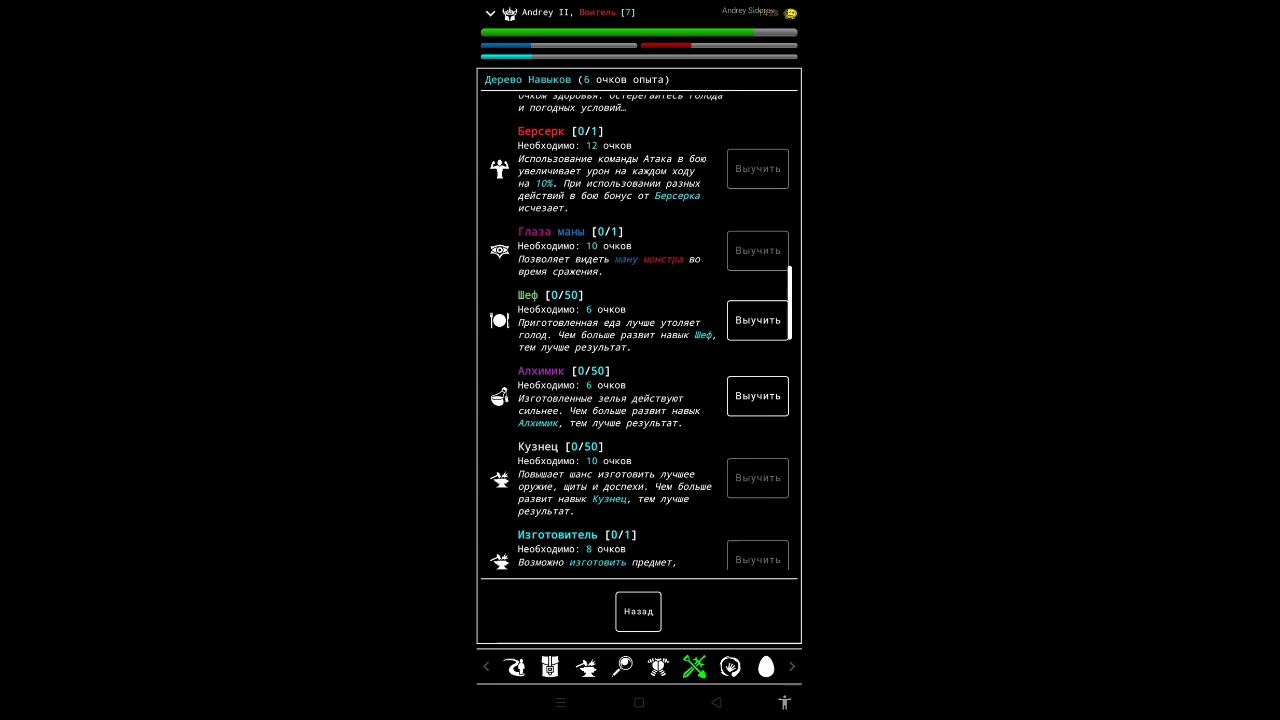 Andrey II, Воитель [7]
Andrey Sidorov
Дерево Навыков (6 очков опыта)
очком здоровья. Остерегайтесь голода
и погодных условий…
Берсерк [0/1]
Необходимо: 12 очков
Использование команды Атака в бою
увеличивает урон на каждом ходу
на 10%. При использовании разных
действий в бою бонус от Берсерка
исчезает.
Выучить
Глаза маны [0/1]
Необходимо: 10 очков
Позволяет видеть ману монстра во
время сражения.
Выучить
Шеф [0/50]
Необходимо: 6 очков
Приготовленная еда лучше утоляет
голод. Чем больше развит навык Шеф,
тем лучше результат.
Выучить
Алхимик [0/50]
Необходимо: 6 очков
Изготовленные зелья действуют
сильнее. Чем больше развит навык
Алхимик, тем лучше результат.
Выучить
Кузнец [0/50]
Необходимо: 10 очков
Повышает шанс изготовить лучшее
оружие, щиты и доспехи. Чем больше
развит навык Кузнец, тем лучше
результат.
Выучить
Изготовитель [0/1]
Необходимо: 8 очков
Возможно изготовить предмет,
Выучить
Назад